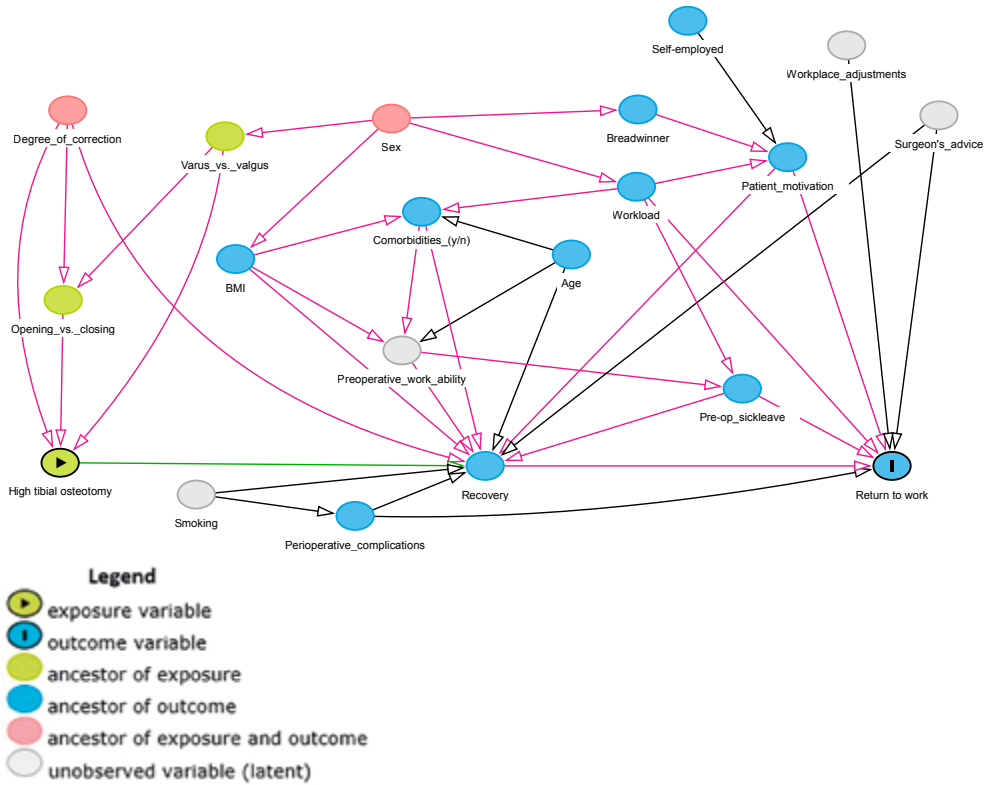 Self-employed
Workplace_adjustments
Degree_of_correction
Sex
Breadwinner
Surgeon's_advice
Varus_vs._valgus
Patient_motivation
Workload
Comorbidities_(y/n)
BMI
Age
Opening_vs._closing
Preoperative_work_ability
Pre-op_sickleave
High tibial osteotomy
Recovery
Return to work
Smoking
Perioperative_complications
Legend
exposure variable
outcome variable
ancestor of exposure
ancestor of outcome
ancestor of exposure and outcome
unobserved variable (latent)